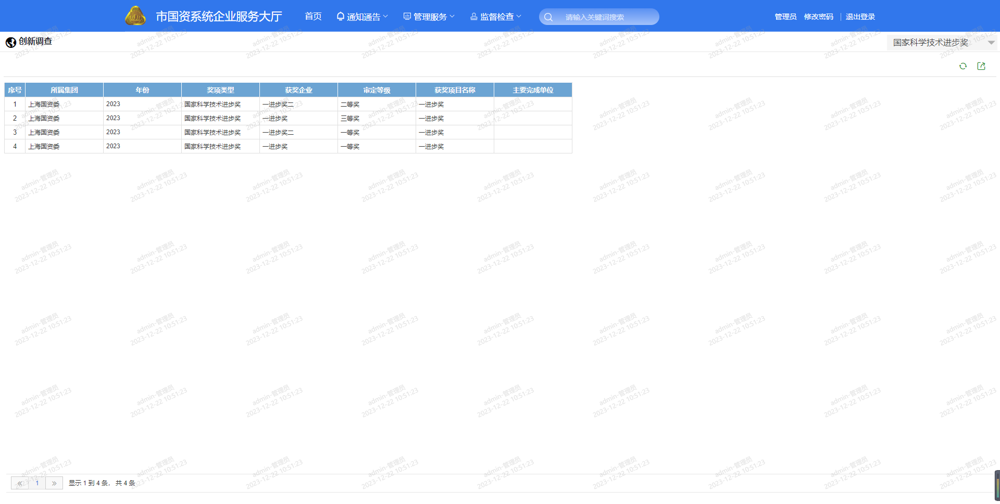 市国资系统企业服务大厅 首页 通知通告 管理服务 监督检查 请输入关键词搜索 管理员 修改密码 退出登录
创新调查 国家科学技术进步奖
序号 所属集团 年份 奖项类型 获奖企业 审定等级 获奖项目名称 主要完成单位
1 上海国资委 2023 国家科学技术进步奖 一进步奖二 二等奖 一进步奖
2 上海国资委 2023 国家科学技术进步奖 一进步奖 三等奖 一进步奖
3 上海国资委 2023 国家科学技术进步奖 一进步奖二 一等奖 一进步奖
4 上海国资委 2023 国家科学技术进步奖 一进步奖 一等奖 一进步奖
« 1 » 显示 1 到 4 条， 共 4 条
admin-管理员
2023-12-22 10:51:23